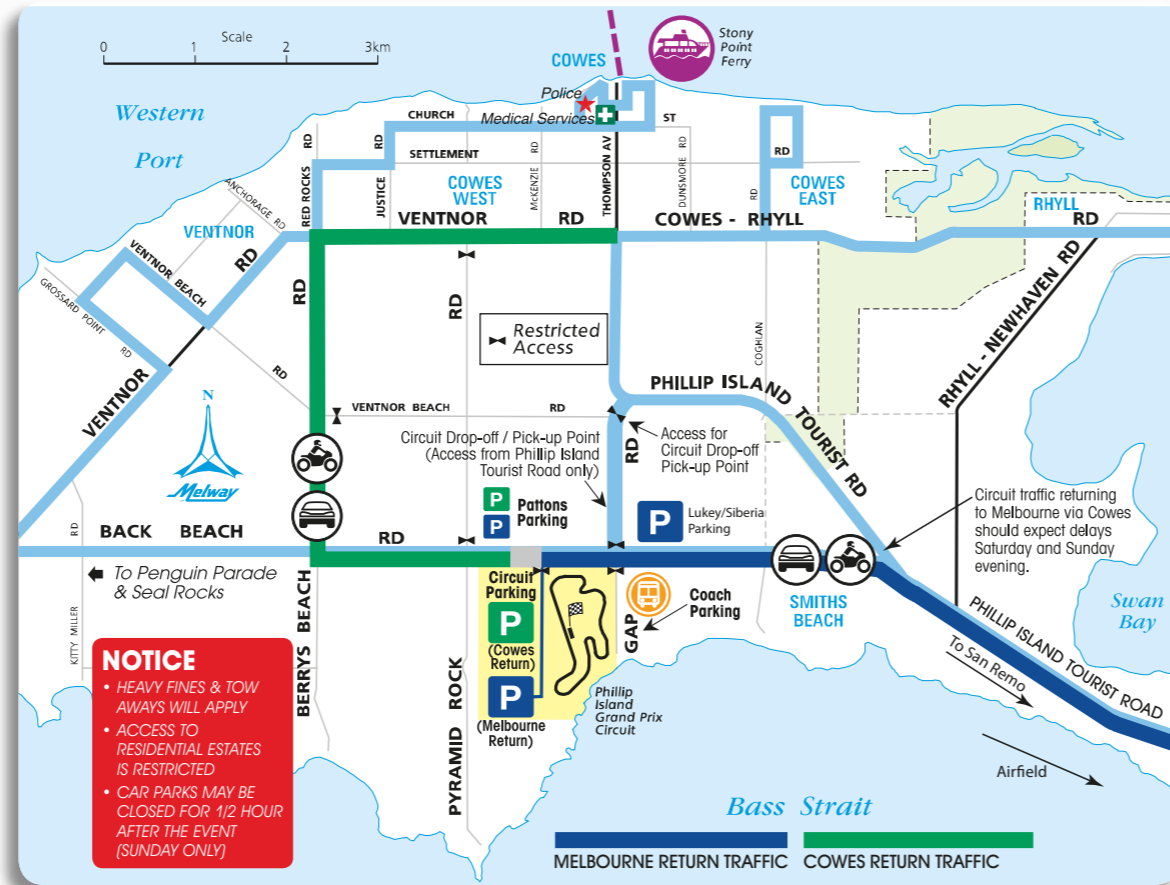 Scale
0 1 2 3km
Stony
Point
Ferry
COWES
Western
Port
Police
Medical Services
CHURCH
ST
RD
RD
RD
SETTLEMENT
RD
RED ROCKS
JUSTICE
McKENZIE
THOMPSON AV
DUNSMORE RD
RD
COWES
WEST
COWES
EAST
ANCHORAGE RD
VENTNOR
VENTNOR RD
COWES - RHYLL
RD
RHYLL
VENTNOR BEACH
RD
GROSSARD POINT
RD
RD
VENTNOR
RD
RD
Restricted
Access
COGHLAN
RHYLL - NEWHAVEN RD
PHILLIP ISLAND TOURIST RD
VENTNOR BEACH RD
N
Melway
Circuit Drop-off / Pick-up Point
(Access from Phillip Island
Tourist Road only)
RD
Access for
Circuit Drop-off
Pick-up Point
P
P
Pattons
Parking
P
Lukey/Siberia
Parking
Circuit traffic returning
to Melbourne via Cowes
should expect delays
Saturday and Sunday
evening.
RD
BACK BEACH RD
To Penguin Parade
& Seal Rocks
KITTY MILLER
BERRYS BEACH
PYRAMID ROCK
Circuit
Parking
P
(Cowes
Return)
P
(Melbourne
Return)
GAP
Coach
Parking
SMITHS
BEACH
Phillip
Island
Grand Prix
Circuit
Swan
Bay
PHILLIP ISLAND TOURIST ROAD
To San Remo
Airfield
NOTICE
• HEAVY FINES & TOW
AWAYS WILL APPLY
• ACCESS TO
RESIDENTIAL ESTATES
IS RESTRICTED
• CAR PARKS MAY BE
CLOSED FOR 1/2 HOUR
AFTER THE EVENT
(SUNDAY ONLY)
Bass Strait
MELBOURNE RETURN TRAFFIC
COWES RETURN TRAFFIC